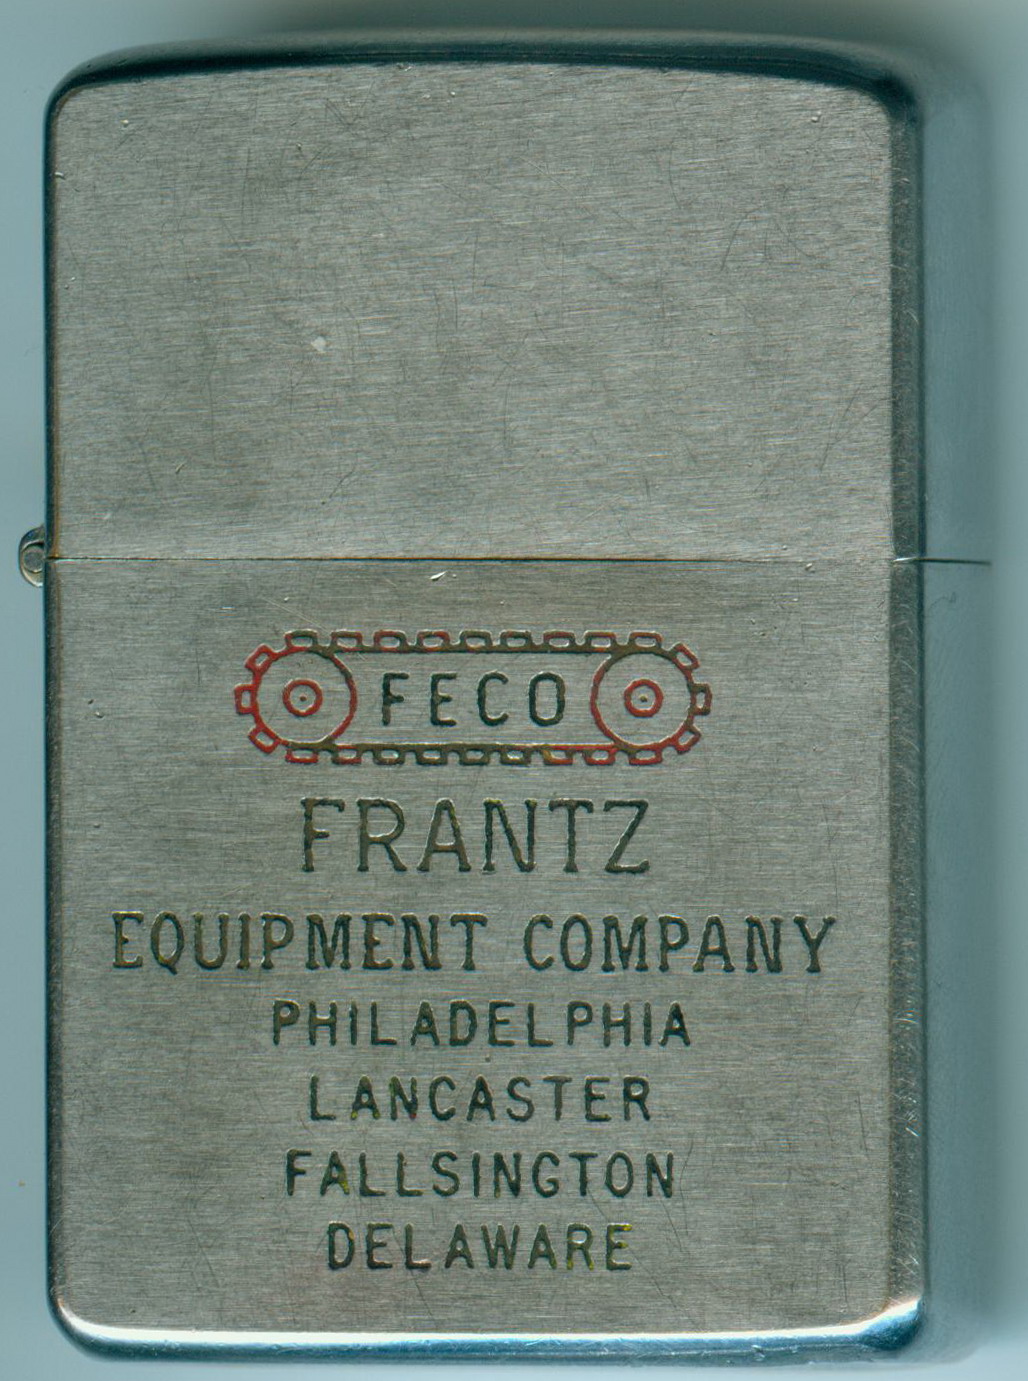 FECO
FRANTZ
EQUIPMENT COMPANY
PHILADELPHIA
LANCASTER
FALLSINGTON
DELAWARE